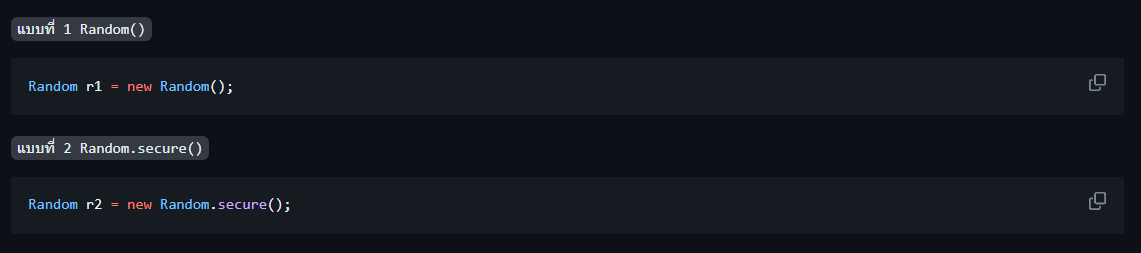 แบบที่ 1 Random()
Random r1 = new Random();
แบบที่ 2 Random.secure()
Random r2 = new Random.secure();